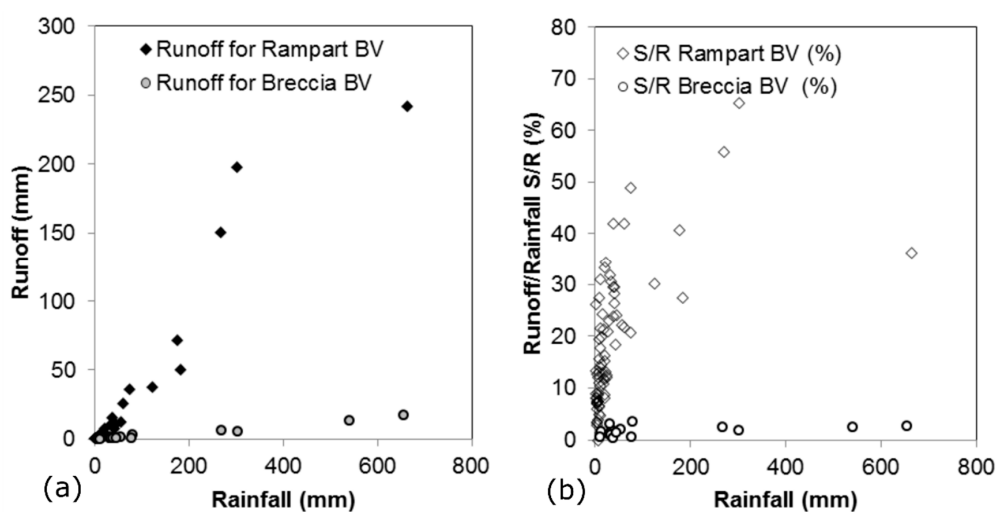 300
250
200
150
100
50
0
Runoff (mm)
Runoff for Rampart BV
Runoff for Breccia BV
0 200 400 600 800
Rainfall (mm)
(a)
80
70
60
50
40
30
20
10
0
Runoff/Rainfall S/R (%)
S/R Rampart BV (%)
S/R Breccia BV (%)
0 200 400 600 800
Rainfall (mm)
(b)